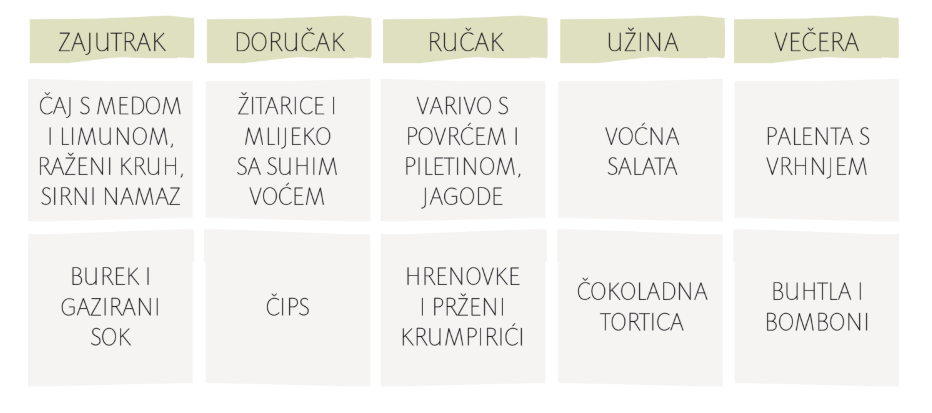 ZAJUTRAK
DORUČAK
RUČAK
UŽINA
VEČERA
ČAJ S MEDOM
I LIMUNOM,
RAŽENI KRUH,
SIRNI NAMAZ
ŽITARICE I
MLIJEKO
SA SUHIM
VOĆEM
VARIVO S
POVRĆEM I
PILETINOM,
JAGODE
VOĆNA
SALATA
PALENTA S
VRHNJEM
BUREK I
GAZIRANI
SOK
ČIPS
HRENOVKE
I PRŽENI
KRUMPIRIĆI
ČOKOLADNA
TORTICA
BUHTLA I
BOMBONI